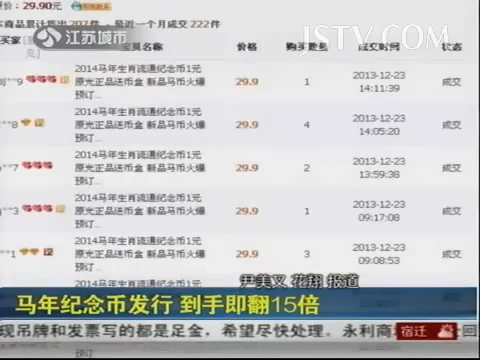 价：29.90元
商品累计售出 207 件，最近一个月成交 222 件
江苏城市
JSTV.COM
买家 宝贝名称 价格 购买数量 成交时间 状态
2014马年生肖流通纪念币1元
原光正品送币盒 新品马币火爆
预订...
29.9 1 2013-12-23
14:11:39
成交
2014马年生肖流通纪念币1元
原光正品送币盒 新品马币火爆
预订...
29.9 4 2013-12-23
14:05:20
成交
2014马年生肖流通纪念币1元
原光正品送币盒 新品马币火爆
预订...
29.9 2 2013-12-23
13:59:38
成交
2014马年生肖流通纪念币1元
原光正品送币盒 新品马币火爆
预订...
29.9 1 2013-12-23
09:17:08
成交
2014马年生肖流通纪念币1元
原光正品送币盒 新品马币火爆
预订...
29.9 3 2013-12-23
09:08:53
成交
尹美又 花翔 报道
马年纪念币发行 到手即翻15倍
现吊牌和发票写的都是足金，希望尽快处理。永利商
宿迁
回